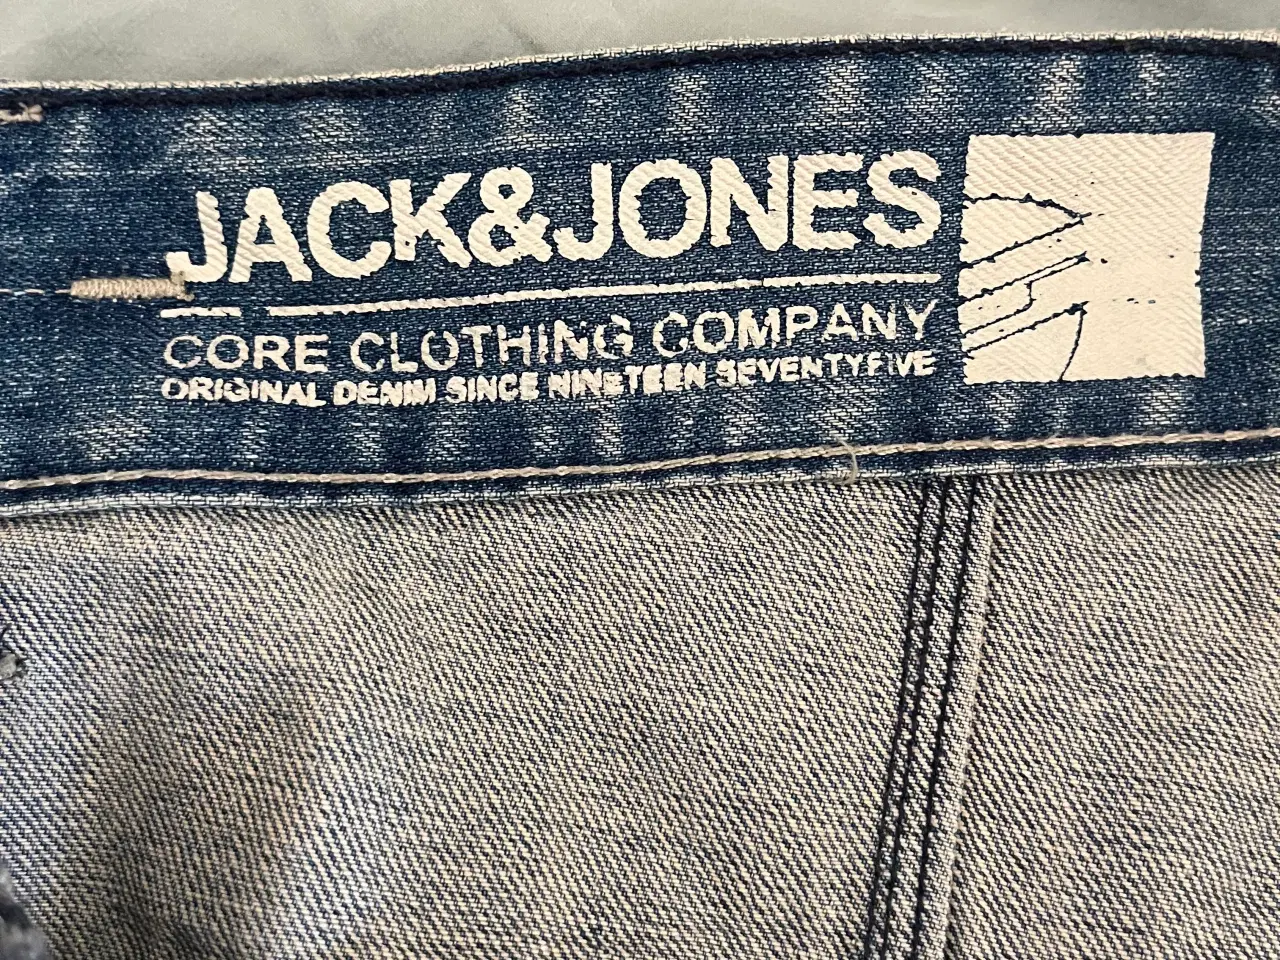 JACK&JONES
CORE CLOTHING COMPANY
ORIGINAL DENIM SINCE NINETEEN SEVENTYFIVE